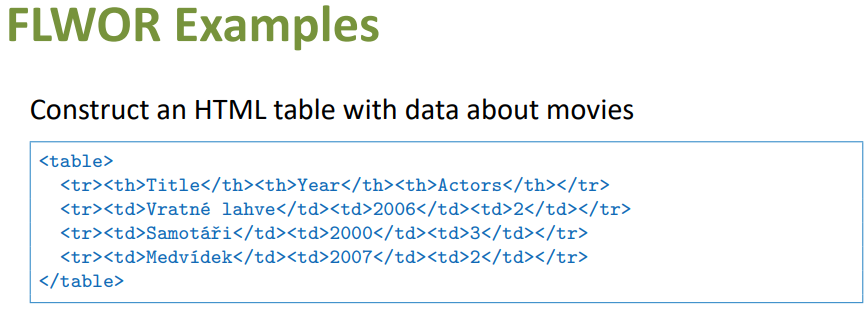 FLWOR Examples
Construct an HTML table with data about movies
<table>
<tr><th>Title</th><th>Year</th><th>Actors</th></tr>
<tr><td>Vratné lahve</td><td>2006</td><td>2</td></tr>
<tr><td>Samotáři</td><td>2000</td><td>3</td></tr>
<tr><td>Medvídek</td><td>2007</td><td>2</td></tr>
</table>